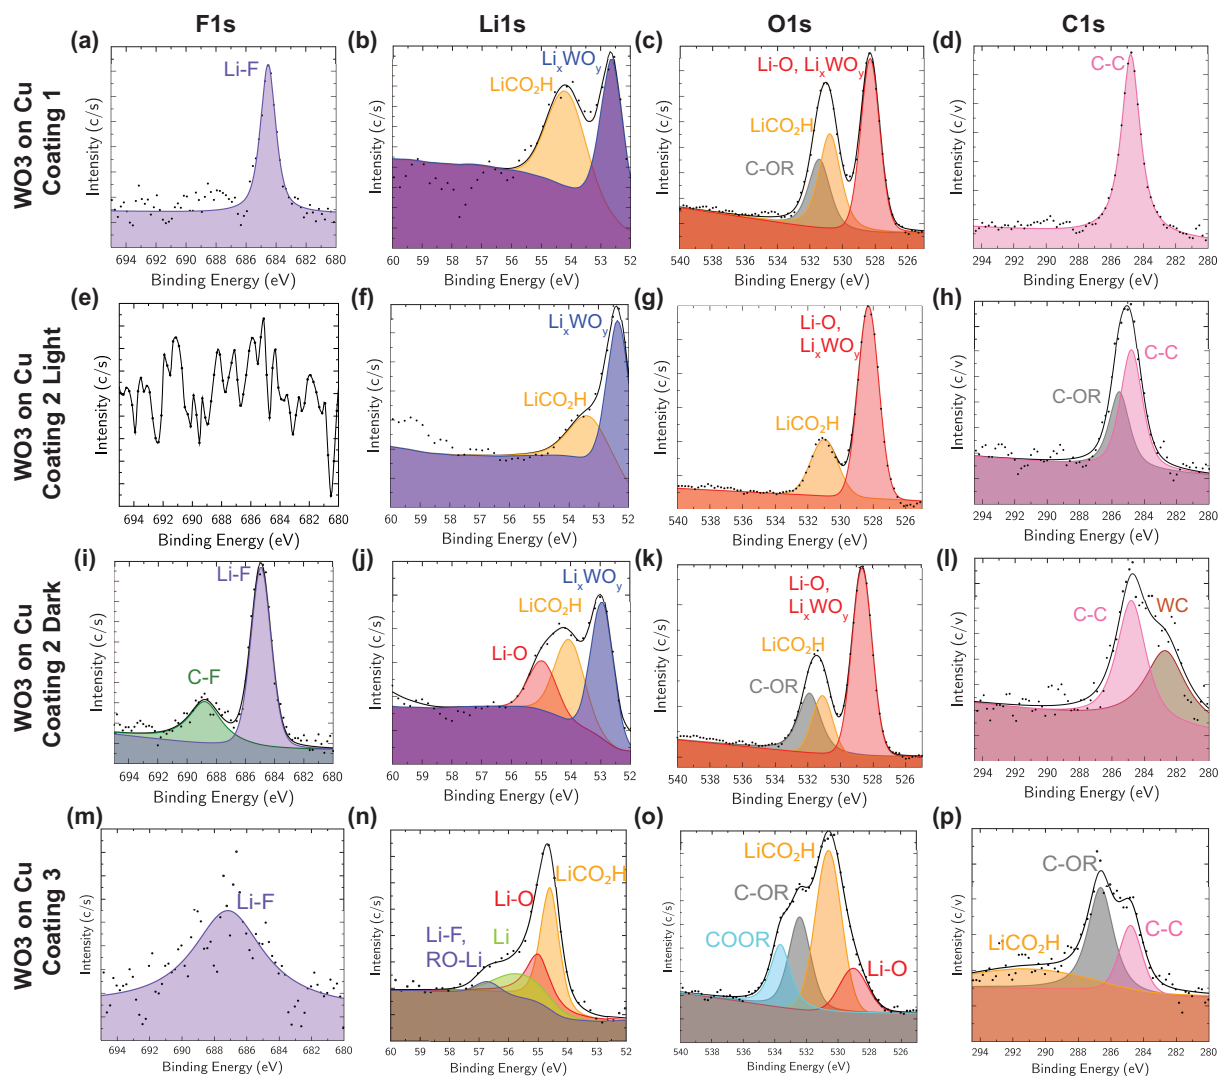 F1s
Li1s
O1s
C1s
WO3 on Cu
Coating 1
(a)
Li-F
Intensity (c/s)
694 692 690 688 686 684 682 680
Binding Energy (eV)
(b)
LixWOy
LiCO2H
Intensity (c/s)
60 59 58 57 56 55 54 53 52
Binding Energy (eV)
(c)
Li-O, LixWOy
LiCO2H
C-OR
Intensity (c/s)
540 538 536 534 532 530 528 526
Binding Energy (eV)
(d)
C-C
Intensity (c/v)
294 292 290 288 286 284 282 280
Binding Energy (eV)
WO3 on Cu
Coating 2 Light
(e)
Intensity (c/s)
694 692 690 688 686 684 682 680
Binding Energy (eV)
(f)
LixWOy
LiCO2H
Intensity (c/s)
60 59 58 57 56 55 54 53 52
Binding Energy (eV)
(g)
Li-O,
LixWOy
LiCO2H
Intensity (c/s)
540 538 536 534 532 530 528 526
Binding Energy (eV)
(h)
C-C
C-OR
Intensity (c/v)
294 292 290 288 286 284 282 280
Binding Energy (eV)
WO3 on Cu
Coating 2 Dark
(i)
Li-F
C-F
Intensity (c/s)
694 692 690 688 686 684 682 680
Binding Energy (eV)
(j)
LixWOy
LiCO2H
Li-O
Intensity (c/s)
60 59 58 57 56 55 54 53 52
Binding Energy (eV)
(k)
Li-O,
LixWOy
LiCO2H
C-OR
Intensity (c/s)
540 538 536 534 532 530 528 526
Binding Energy (eV)
(l)
C-C
WC
Intensity (c/v)
294 292 290 288 286 284 282 280
Binding Energy (eV)
WO3 on Cu
Coating 3
(m)
Li-F
Intensity (c/s)
694 692 690 688 686 684 682 680
Binding Energy (eV)
(n)
LiCO2H
Li-O
Li
Li-F,
RO-Li
Intensity (c/s)
60 59 58 57 56 55 54 53 52
Binding Energy (eV)
(o)
LiCO2H
C-OR
COOR
Li-O
Intensity (c/s)
540 538 536 534 532 530 528 526
Binding Energy (eV)
(p)
C-OR
LiCO2H
C-C
Intensity (c/v)
294 292 290 288 286 284 282 280
Binding Energy (eV)